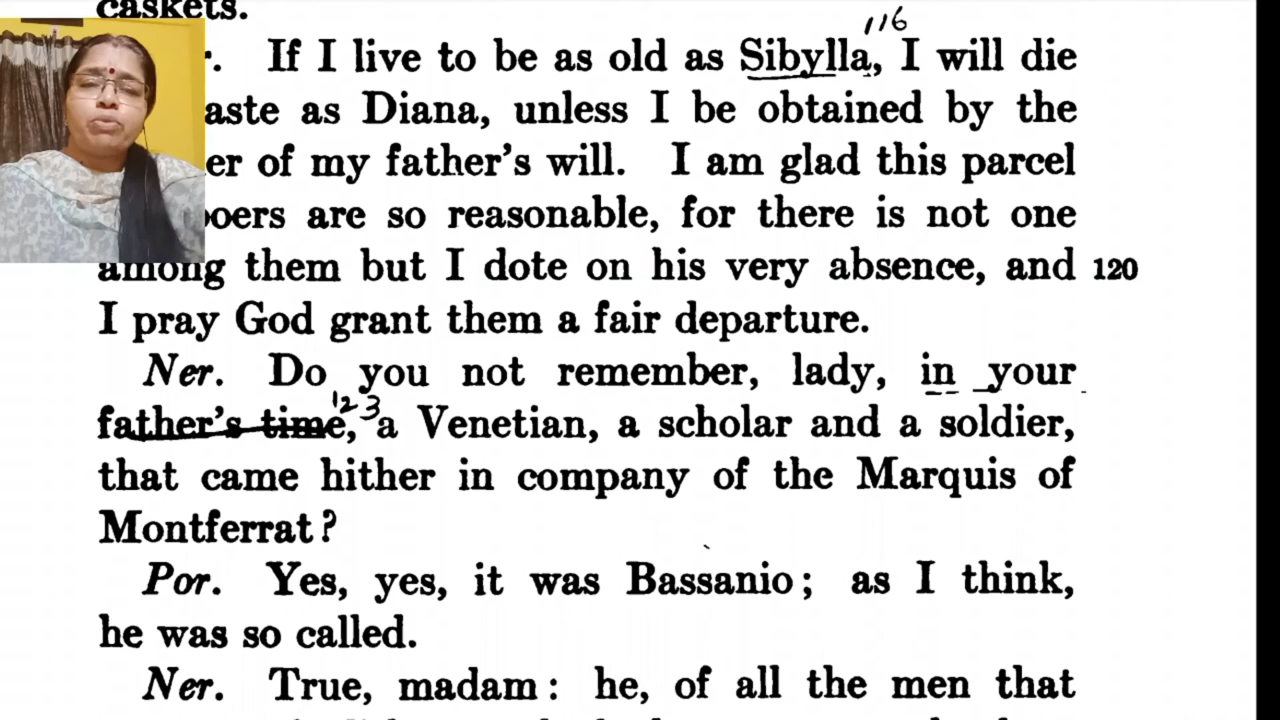 caskets.
116
r. If I live to be as old as Sibylla, I will die
aste as Diana, unless I be obtained by the
er of my father's will. I am glad this parcel
ooers are so reasonable, for there is not one
among them but I dote on his very absence, and 120
I pray God grant them a fair departure.
Ner. Do you not remember, lady, in your
123
father's time, a Venetian, a scholar and a soldier,
that came hither in company of the Marquis of
Montferrat?
Por. Yes, yes, it was Bassanio; as I think,
he was so called.
Ner. True, madam: he, of all the men that